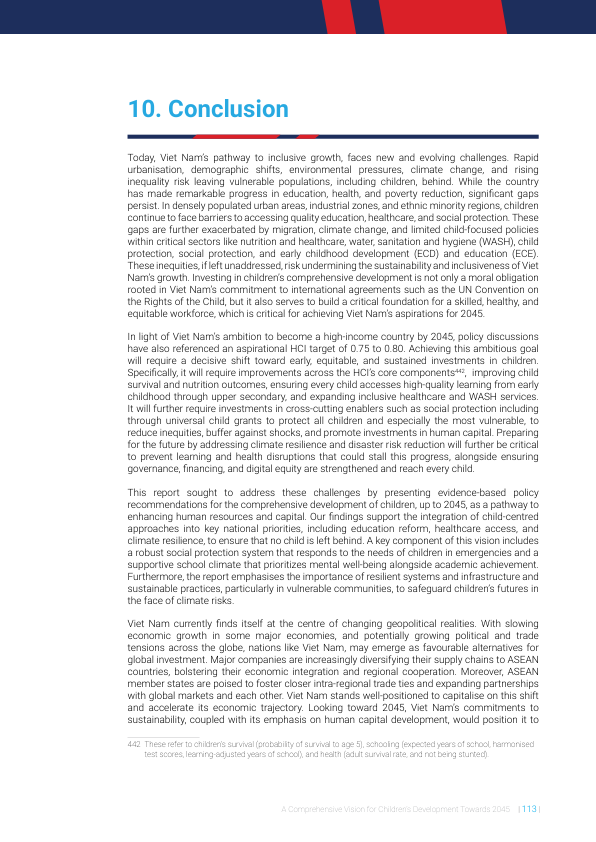 10. Conclusion
Today, Viet Nam's pathway to inclusive growth, faces new and evolving challenges. Rapid
urbanisation, demographic shifts, environmental pressures, climate change, and rising
inequality risk leaving vulnerable populations, including children, behind. While the country
has made remarkable progress in education, health, and poverty reduction, significant gaps
persist. In densely populated urban areas, industrial zones, and ethnic minority regions, children
continue to face barriers to accessing quality education, healthcare, and social protection. These
gaps are further exacerbated by migration, climate change, and limited child-focused policies
within critical sectors like nutrition and healthcare, water, sanitation and hygiene (WASH), child
protection, social protection, and early childhood development (ECD) and education (ECE).
These inequities, if left unaddressed, risk undermining the sustainability and inclusiveness of Viet
Nam's growth. Investing in children's comprehensive development is not only a moral obligation
rooted in Viet Nam's commitment to international agreements such as the UN Convention on
the Rights of the Child, but it also serves to build a critical foundation for a skilled, healthy, and
equitable workforce, which is critical for achieving Viet Nam's aspirations for 2045.
In light of Viet Nam's ambition to become a high-income country by 2045, policy discussions
have also referenced an aspirational HCI target of 0.75 to 0.80. Achieving this ambitious goal
will require a decisive shift toward early, equitable, and sustained investments in children.
Specifically, it will require improvements across the HCI's core components442, improving child
survival and nutrition outcomes, ensuring every child accesses high-quality learning from early
childhood through upper secondary, and expanding inclusive healthcare and WASH services.
It will further require investments in cross-cutting enablers such as social protection including
through universal child grants to protect all children and especially the most vulnerable, to
reduce inequities, buffer against shocks, and promote investments in human capital. Preparing
for the future by addressing climate resilience and disaster risk reduction will further be critical
to prevent learning and health disruptions that could stall this progress, alongside ensuring
governance, financing, and digital equity are strengthened and reach every child.
This report sought to address these challenges by presenting evidence-based policy
recommendations for the comprehensive development of children, up to 2045, as a pathway to
enhancing human resources and capital. Our findings support the integration of child-centred
approaches into key national priorities, including education reform, healthcare access, and
climate resilience, to ensure that no child is left behind. A key component of this vision includes
a robust social protection system that responds to the needs of children in emergencies and a
supportive school climate that prioritizes mental well-being alongside academic achievement.
Furthermore, the report emphasises the importance of resilient systems and infrastructure and
sustainable practices, particularly in vulnerable communities, to safeguard children's futures in
the face of climate risks.
Viet Nam currently finds itself at the centre of changing geopolitical realities. With slowing
economic growth in some major economies, and potentially growing political and trade
tensions across the globe, nations like Viet Nam, may emerge as favourable alternatives for
global investment. Major companies are increasingly diversifying their supply chains to ASEAN
countries, bolstering their economic integration and regional cooperation. Moreover, ASEAN
member states are poised to foster closer intra-regional trade ties and expanding partnerships
with global markets and each other. Viet Nam stands well-positioned to capitalise on this shift
and accelerate its economic trajectory. Looking toward 2045, Viet Nam's commitments to
sustainability, coupled with its emphasis on human capital development, would position it to
442 These refer to children's survival (probability of survival to age 5), schooling (expected years of school, harmonised
test scores, learning-adjusted years of school), and health (adult survival rate, and not being stunted).
A Comprehensive Vision for Children's Development Towards 2045 | 113 |